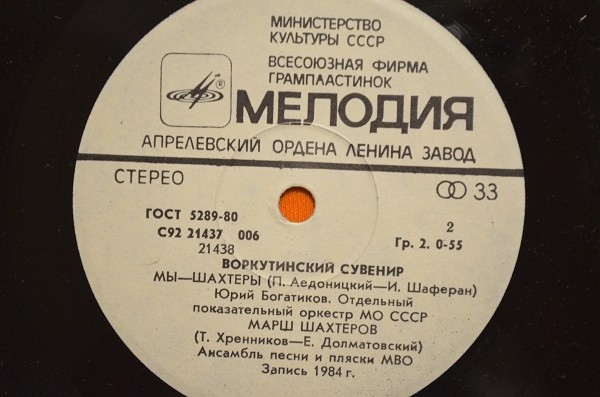 МИНИСТЕРСТВО
КУЛЬТУРЫ СССР
ВСЕСОЮЗНАЯ ФИРМА
ГРАМПЛАСТИНОК
®
МЕЛОДИЯ
АПРЕЛЕВСКИЙ ОРДЕНА ЛЕНИНА ЗАВОД
СТЕРЕО
33
ГОСТ 5289-80
2
С92 21437 006
21438
Гр. 2. 0-55
ВОРКУТИНСКИЙ СУВЕНИР
МЫ—ШАХТЕРЫ (П. Аедоницкий—И. Шаферан)
Юрий Богатиков. Отдельный
показательный оркестр МО СССР
МАРШ ШАХТЕРОВ
(Т. Хренников—Е. Долматовский)
Ансамбль песни и пляски МВО
Запись 1984 г.